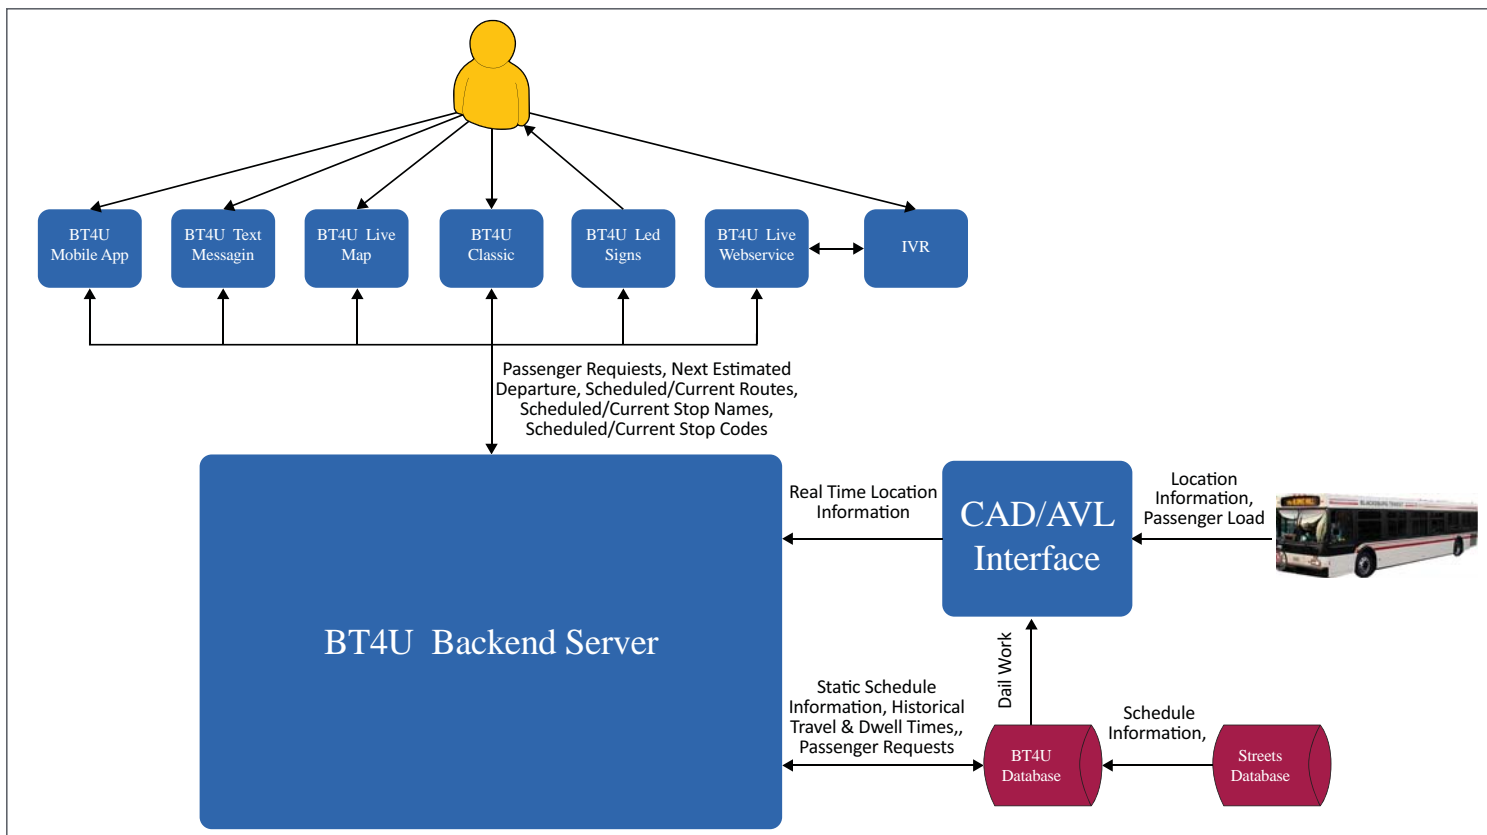 BT4U
Mobile App
BT4U Text
Messagin
BT4U Live
Map
BT4U
Classic
BT4U Led
Signs
BT4U Live
Webservice
IVR
Passenger Requiests, Next Estimated
Departure, Scheduled/Current Routes,
Scheduled/Current Stop Names,
Scheduled/Current Stop Codes
BT4U Backend Server
Real Time Location
Information
CAD/AVL
Interface
Location
Information,
Passenger Load
BLACKSBURG TRANSIT
Dail Work
Static Schedule
Information, Historical
Travel & Dwell Times,,
Passenger Requests
BT4U
Database
Schedule
Information,
Streets
Database